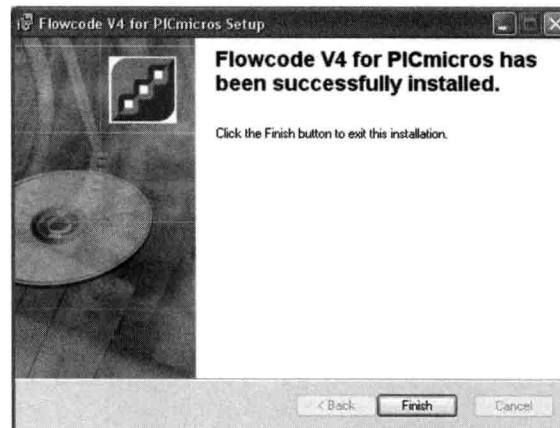 Flowcode V4 for PICmicros Setup
Flowcode V4 for PICmicros has
been successfully installed.
Click the Finish button to exit this installation.
< Back
Finish
Cancel